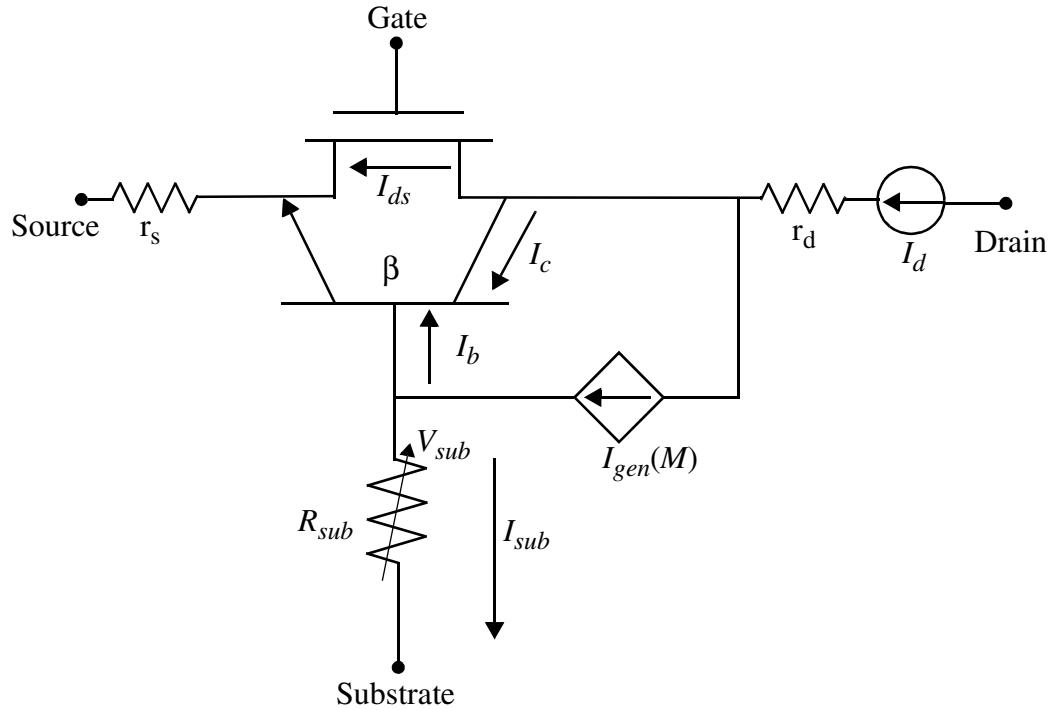 Gate
I_ds
Source
r_s
r_d
I_d
Drain
I_c
β
I_b
V_sub
I_gen(M)
R_sub
I_sub
Substrate